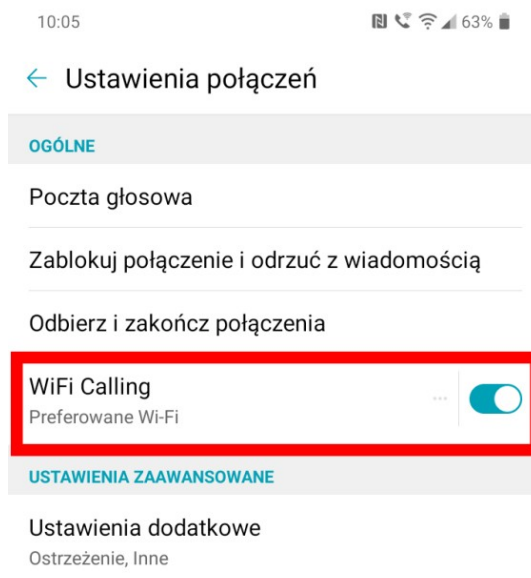 10:05 63%
← Ustawienia połączeń
OGÓLNE
Poczta głosowa
Zablokuj połączenie i odrzuć z wiadomością
Odbierz i zakończ połączenia
WiFi Calling
Preferowane Wi-Fi
USTAWIENIA ZAAWANSOWANE
Ustawienia dodatkowe
Ostrzeżenie, Inne